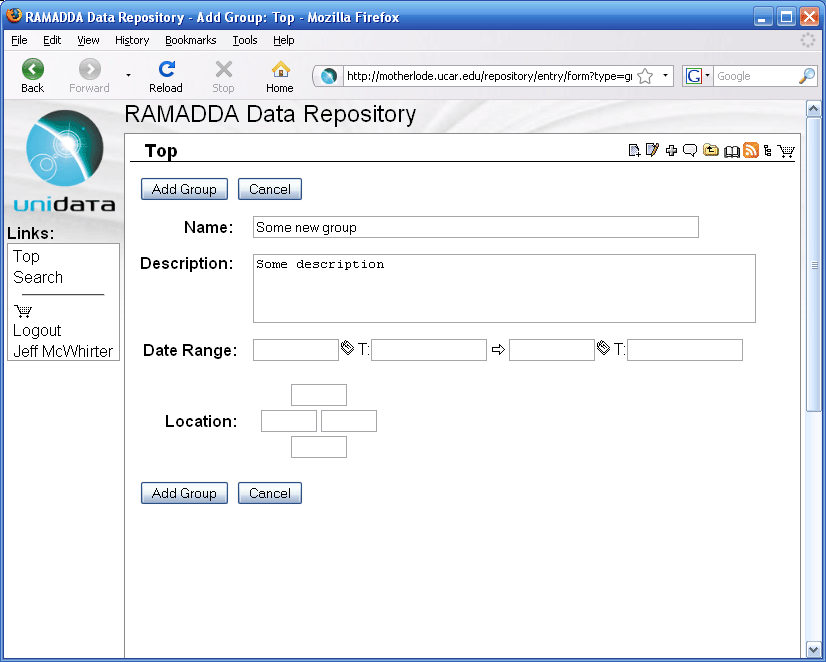 RAMADDA Data Repository - Add Group: Top - Mozilla Firefox
File Edit View History Bookmarks Tools Help
Back Forward Reload Stop Home http://motherlode.ucar.edu/repository/entry/form?type=gr G Google
RAMADDA Data Repository
Top
unidata
Links:
Top
Search
Logout
Jeff McWhirter
Add Group Cancel
Name: Some new group
Description: Some description
Date Range: T: T:
Location:
Add Group Cancel